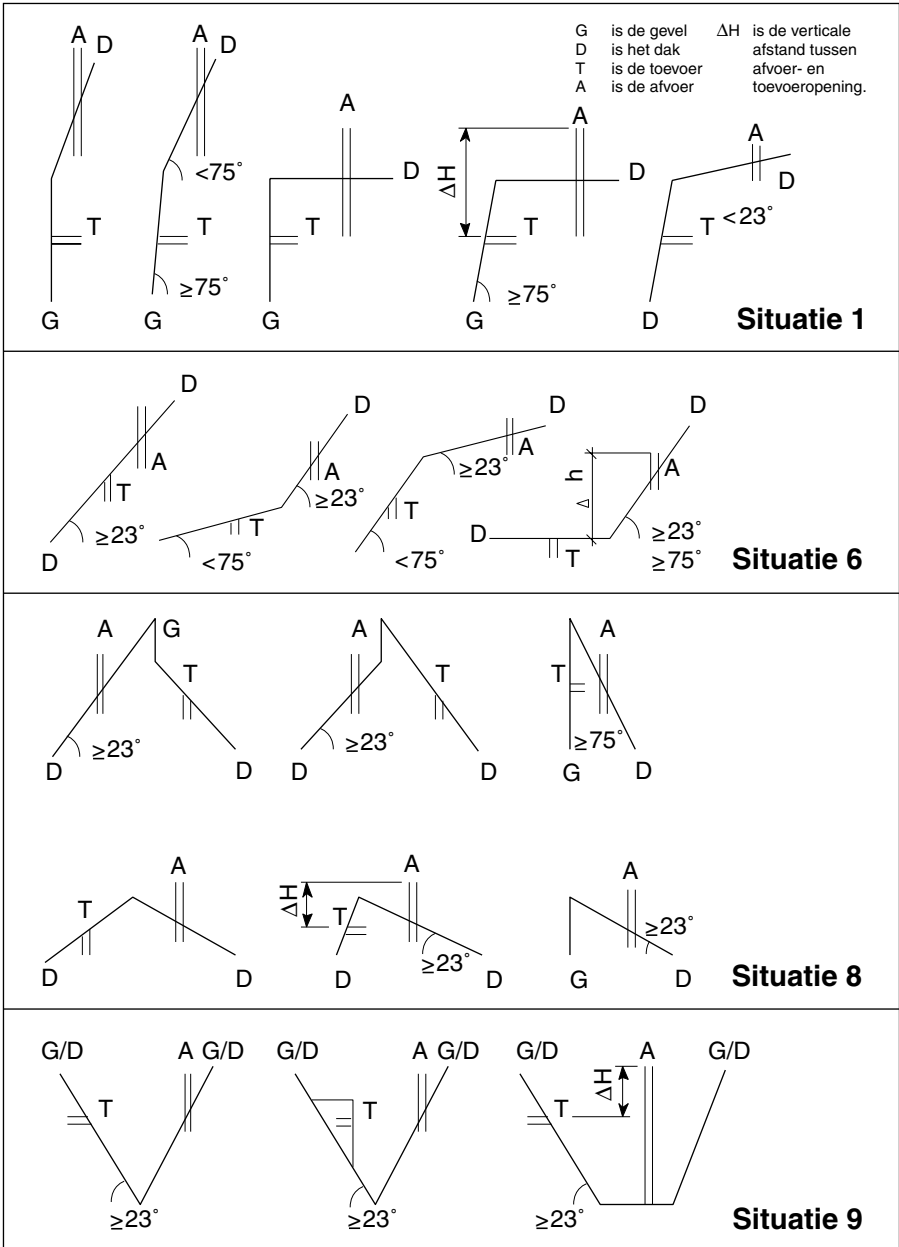 G is de gevel
D is het dak
T is de toevoer
A is de afvoer
ΔH is de verticale
afstand tussen
afvoer- en
toevoeropening.
A D
<75°
T
≥75°
G
A D
T
G
A
D
T
G
A
ΔH
D
T
≥75°
G
A
D
T <23°
D
Situatie 1
D
A
T
≥23°
D
D
A
≥23°
T
<75°
D
A
≥23°
T
<75°
D
A
Δ h
≥23°
≥75°
D
T
Situatie 6
A G
T
≥23°
D D
A
T
≥23°
D D
A
T
≥75°
G D
A
T
D D
A
ΔH
T
≥23°
D D
A
≥23°
G D
Situatie 8
G/D A G/D
T
≥23°
G/D A G/D
T
≥23°
G/D A G/D
ΔH
T
≥23°
Situatie 9